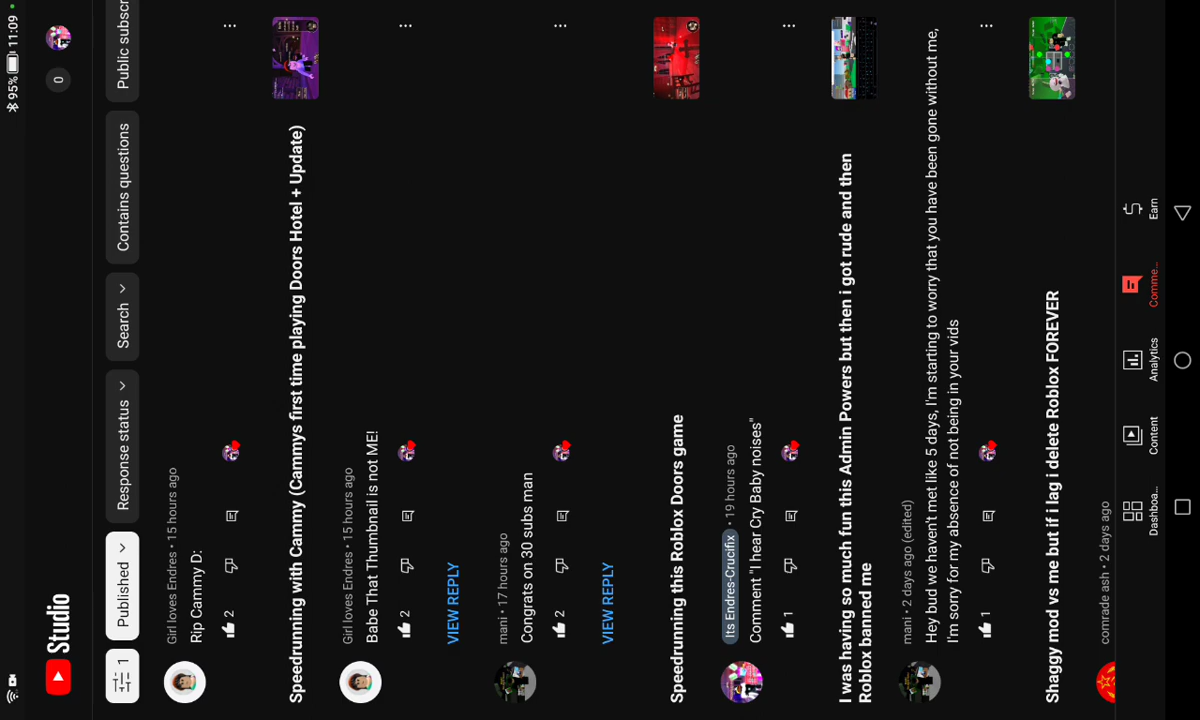 95% 11:09
Studio
0
1
Published
Response status
Search
Contains questions
Public subscr
Girl loves Endres • 15 hours ago
Rip Cammy D:
2
Speedrunning with Cammy (Cammys first time playing Doors Hotel + Update)
Girl loves Endres • 15 hours ago
Babe That Thumbnail is not ME!
2
VIEW REPLY
mani • 17 hours ago
Congrats on 30 subs man
2
VIEW REPLY
Speedrunning this Roblox Doors game
Its Endres-Crucifix • 19 hours ago
Comment "I hear Cry Baby noises"
1
I was having so much fun this Admin Powers but then i got rude and then
Roblox banned me
mani • 2 days ago (edited)
Hey bud we haven't met like 5 days, I'm starting to worry that you have been gone without me,
I'm sorry for my absence of not being in your vids
1
Shaggy mod vs me but if i lag i delete Roblox FOREVER
comrade ash • 2 days ago
Dashboa...
Content
Analytics
Comme...
Earn